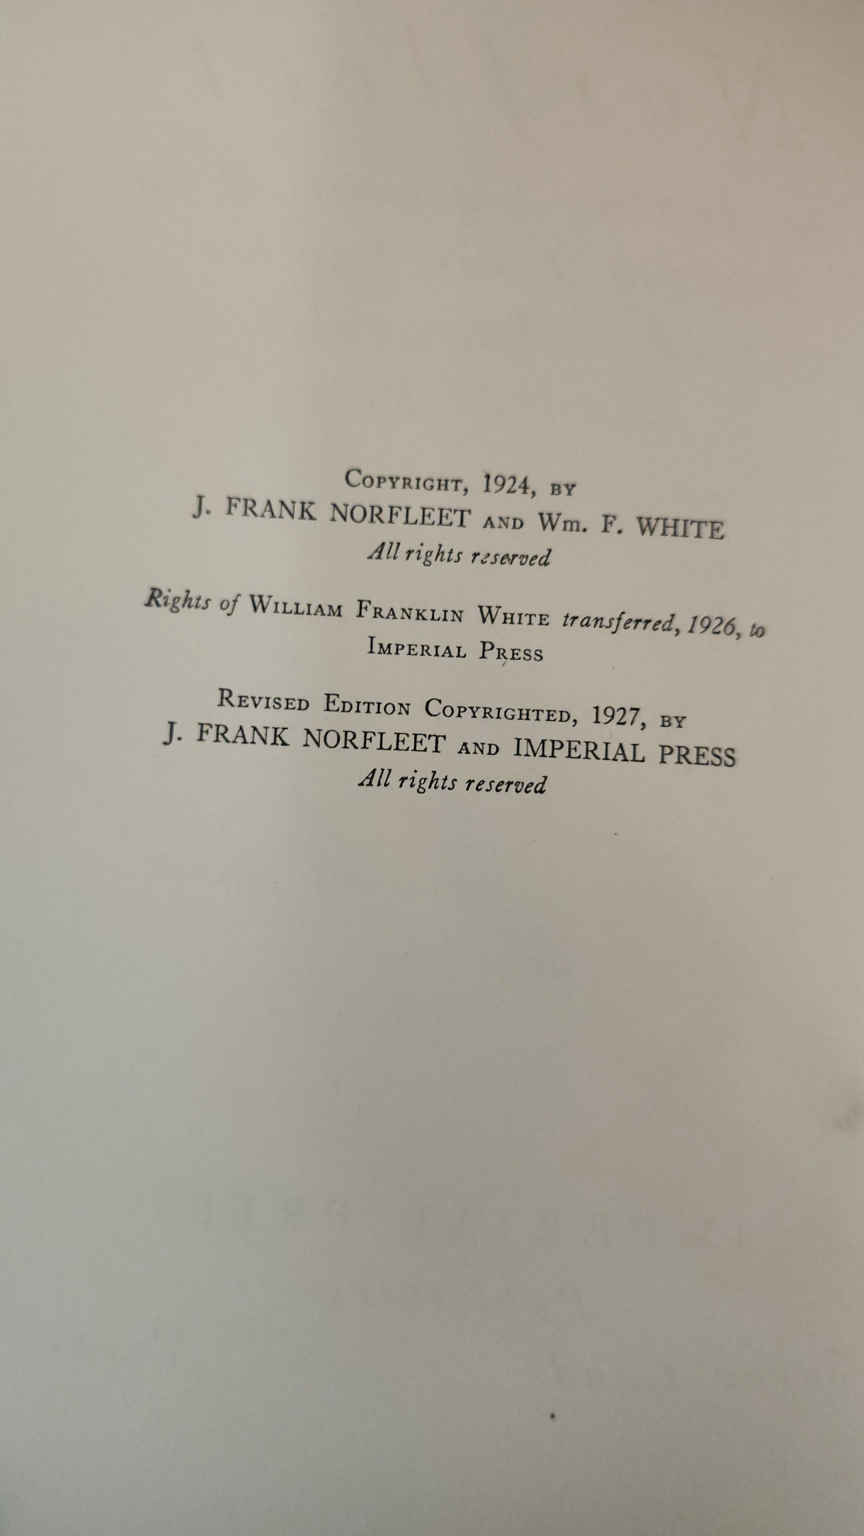 Copyright, 1924, by
J. FRANK NORFLEET and Wm. F. WHITE
All rights reserved
Rights of William Franklin White transferred, 1926, to
Imperial Press
Revised Edition Copyrighted, 1927, by
J. FRANK NORFLEET and IMPERIAL PRESS
All rights reserved